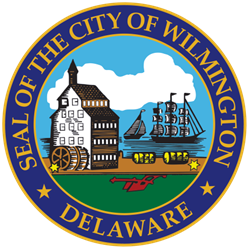 SEAL OF THE CITY OF WILMINGTON
DELAWARE